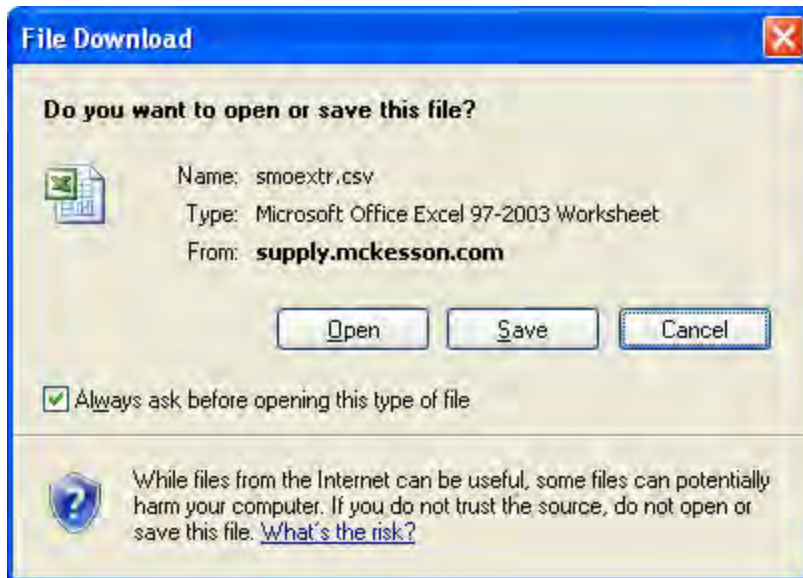 File Download
Do you want to open or save this file?
Name: smoextr.csv
Type: Microsoft Office Excel 97-2003 Worksheet
From: supply.mckesson.com
Open Save Cancel
Always ask before opening this type of file
While files from the Internet can be useful, some files can potentially
harm your computer. If you do not trust the source, do not open or
save this file. What's the risk?